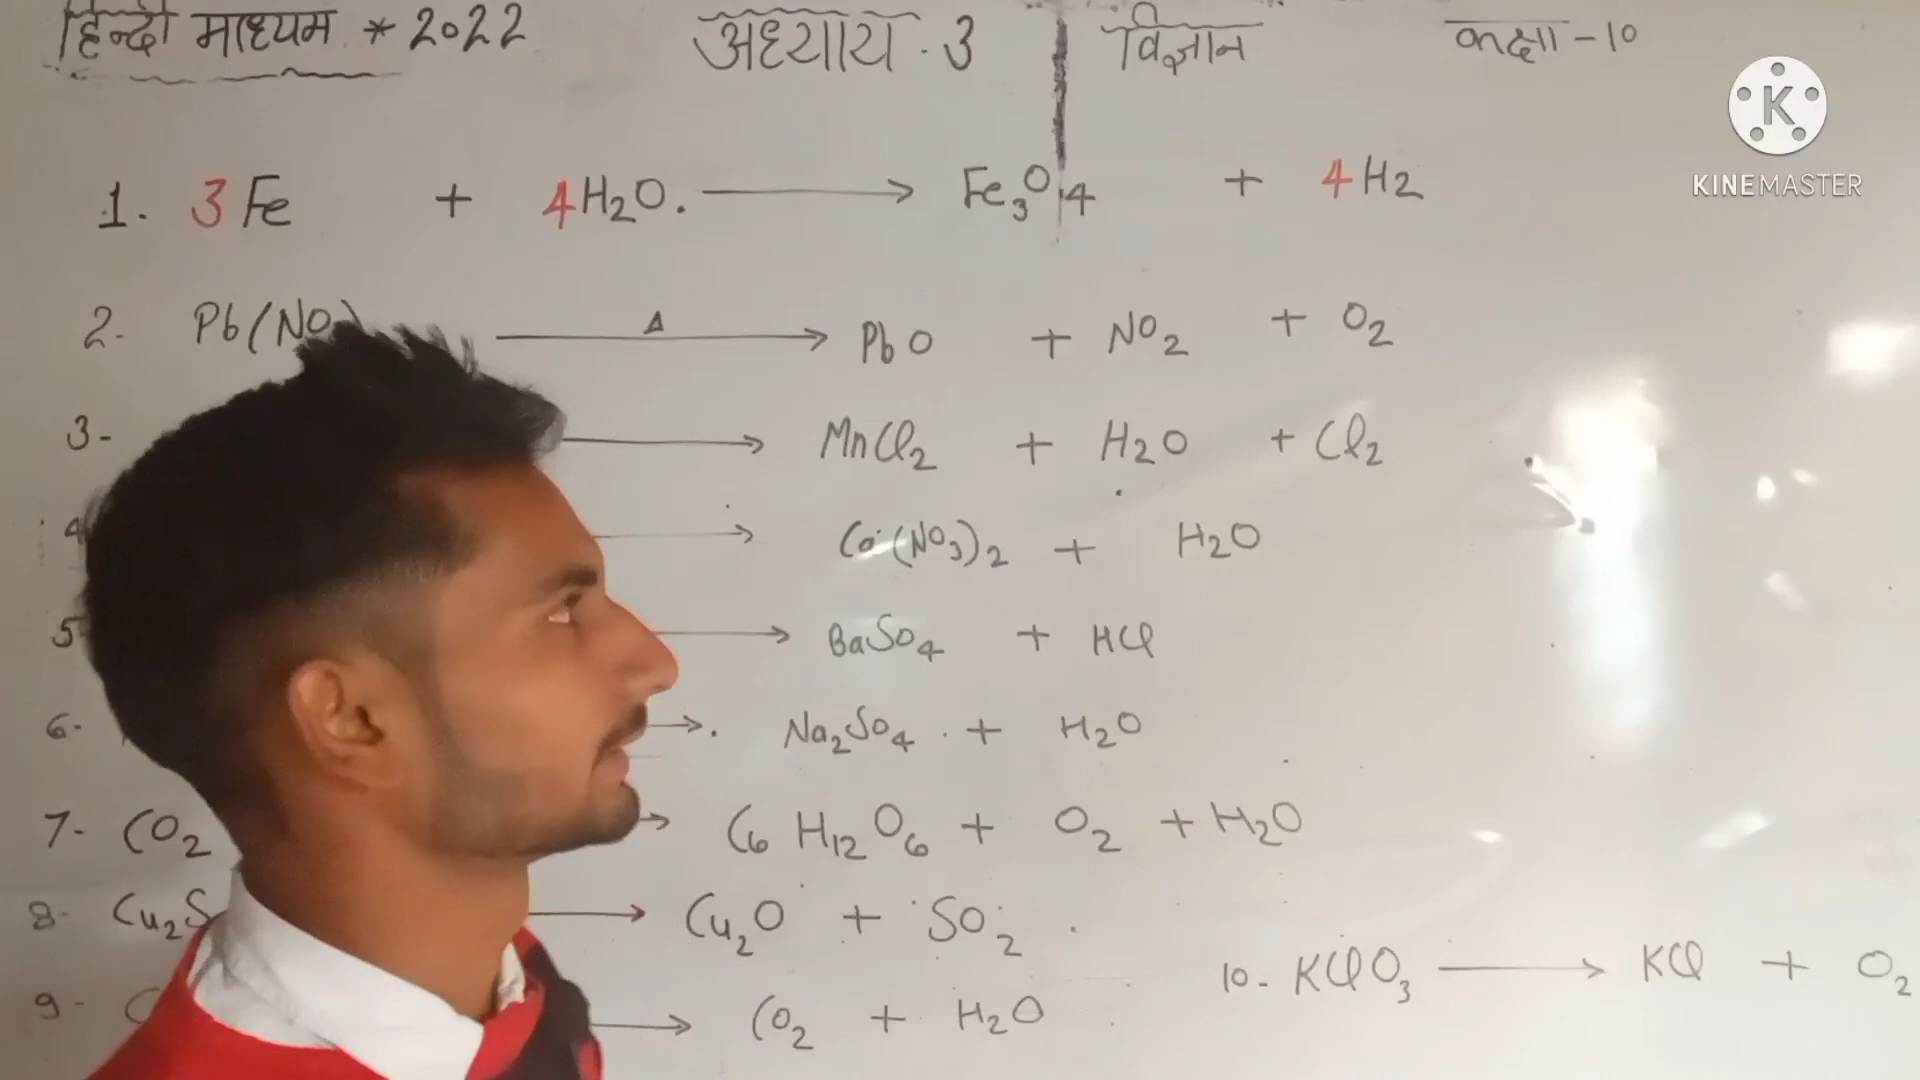 हिन्दी माध्यम * 2022 अध्याय - 3 विज्ञान कक्षा - 10
KINEMASTER
1. 3Fe + 4H2O. ⟶ Fe3O4 + 4H2
2- Pb(NO ⟶Δ PbO + NO2 + O2
3- ⟶ MnCl2 + H2O + Cl2
4 ⟶ Ca(NO3)2 + H2O
5 ⟶ BaSO4 + HCl
6- ⟶ Na2SO4 + H2O
7- CO2 ⟶ C6H12O6 + O2 + H2O
8- Cu2S ⟶ Cu2O + SO2
9- C ⟶ CO2 + H2O
10- KClO3 ⟶ KCl + O2